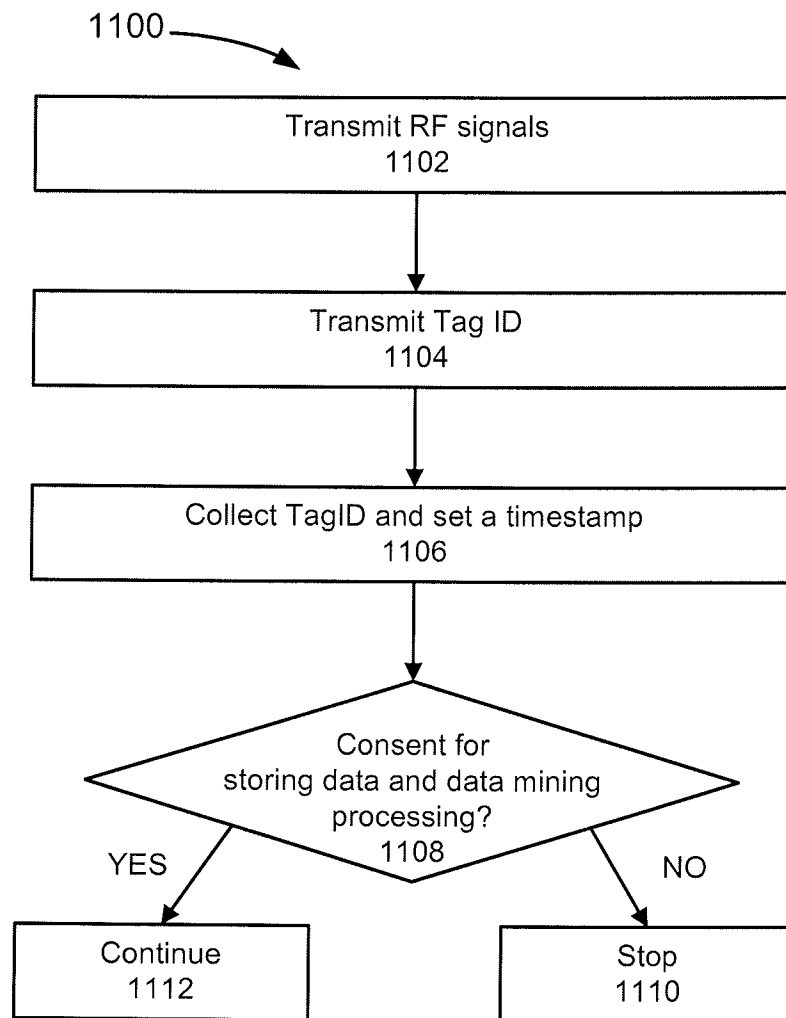 1100
Transmit RF signals
1102
Transmit Tag ID
1104
Collect TagID and set a timestamp
1106
Consent for
storing data and data mining
processing?
1108
YES
NO
Continue
1112
Stop
1110